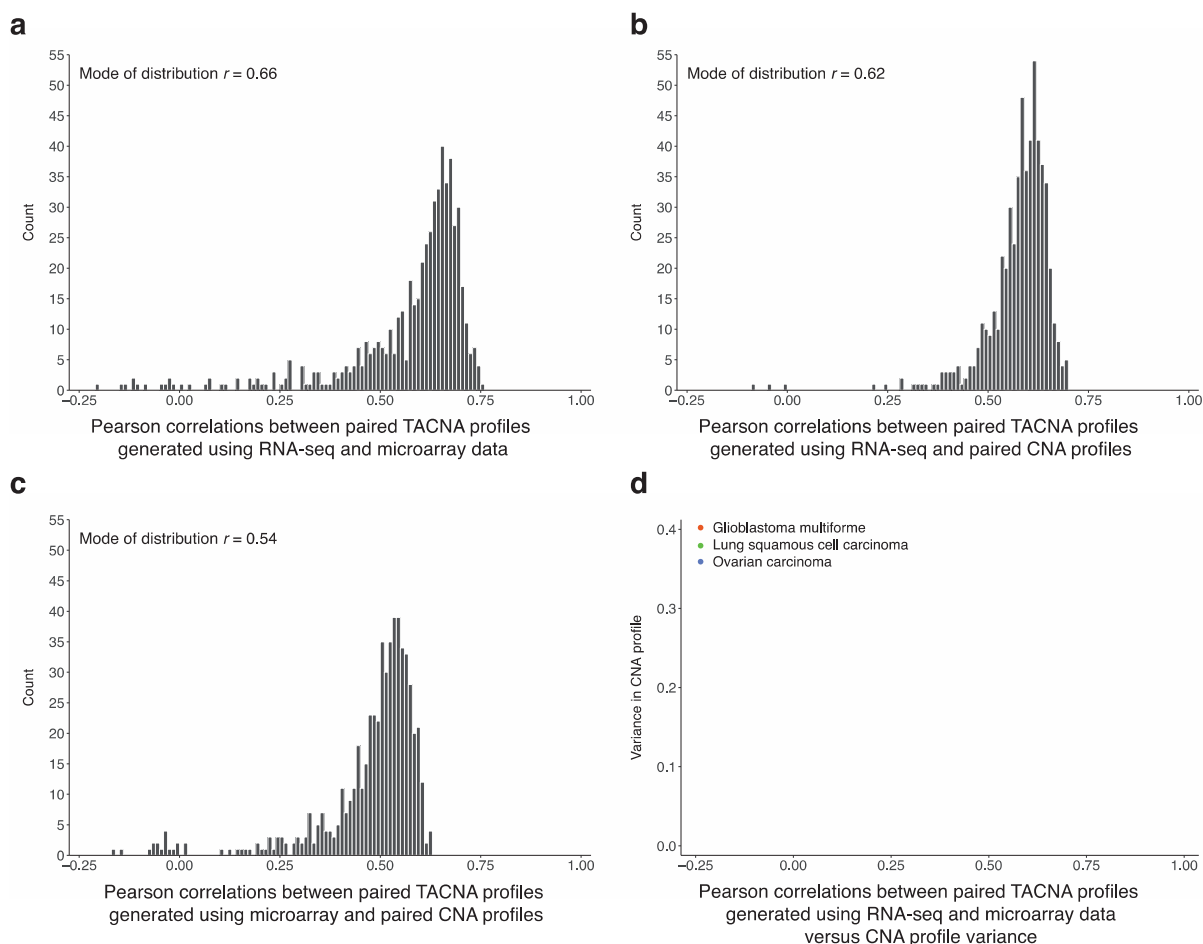 a
Mode of distribution r = 0.66
55
50
45
40
35
30
25
20
15
10
5
0
Count
−0.25 0.00 0.25 0.50 0.75 1.00
Pearson correlations between paired TACNA profiles
generated using RNA-seq and microarray data
b
Mode of distribution r = 0.62
55
50
45
40
35
30
25
20
15
10
5
0
Count
−0.25 0.00 0.25 0.50 0.75 1.00
Pearson correlations between paired TACNA profiles
generated using RNA-seq and paired CNA profiles
c
Mode of distribution r = 0.54
55
50
45
40
35
30
25
20
15
10
5
0
Count
−0.25 0.00 0.25 0.50 0.75 1.00
Pearson correlations between paired TACNA profiles
generated using microarray and paired CNA profiles
d
Glioblastoma multiforme
Lung squamous cell carcinoma
Ovarian carcinoma
0.4
0.3
0.2
0.1
0.0
Variance in CNA profile
−0.25 0.00 0.25 0.50 0.75 1.00
Pearson correlations between paired TACNA profiles
generated using RNA-seq and microarray data
versus CNA profile variance